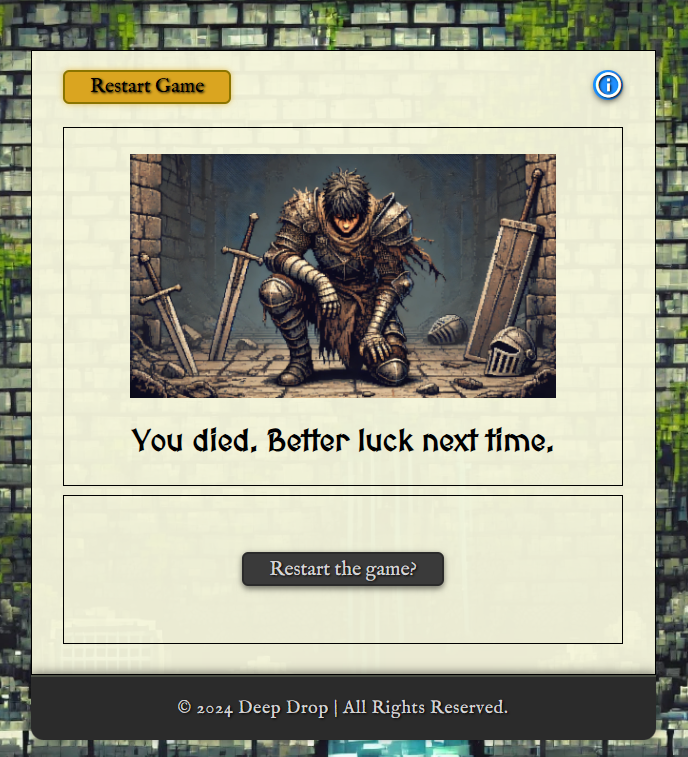 Restart Game
You died. Better luck next time.
Restart the game?
© 2024 Deep Drop | All Rights Reserved.